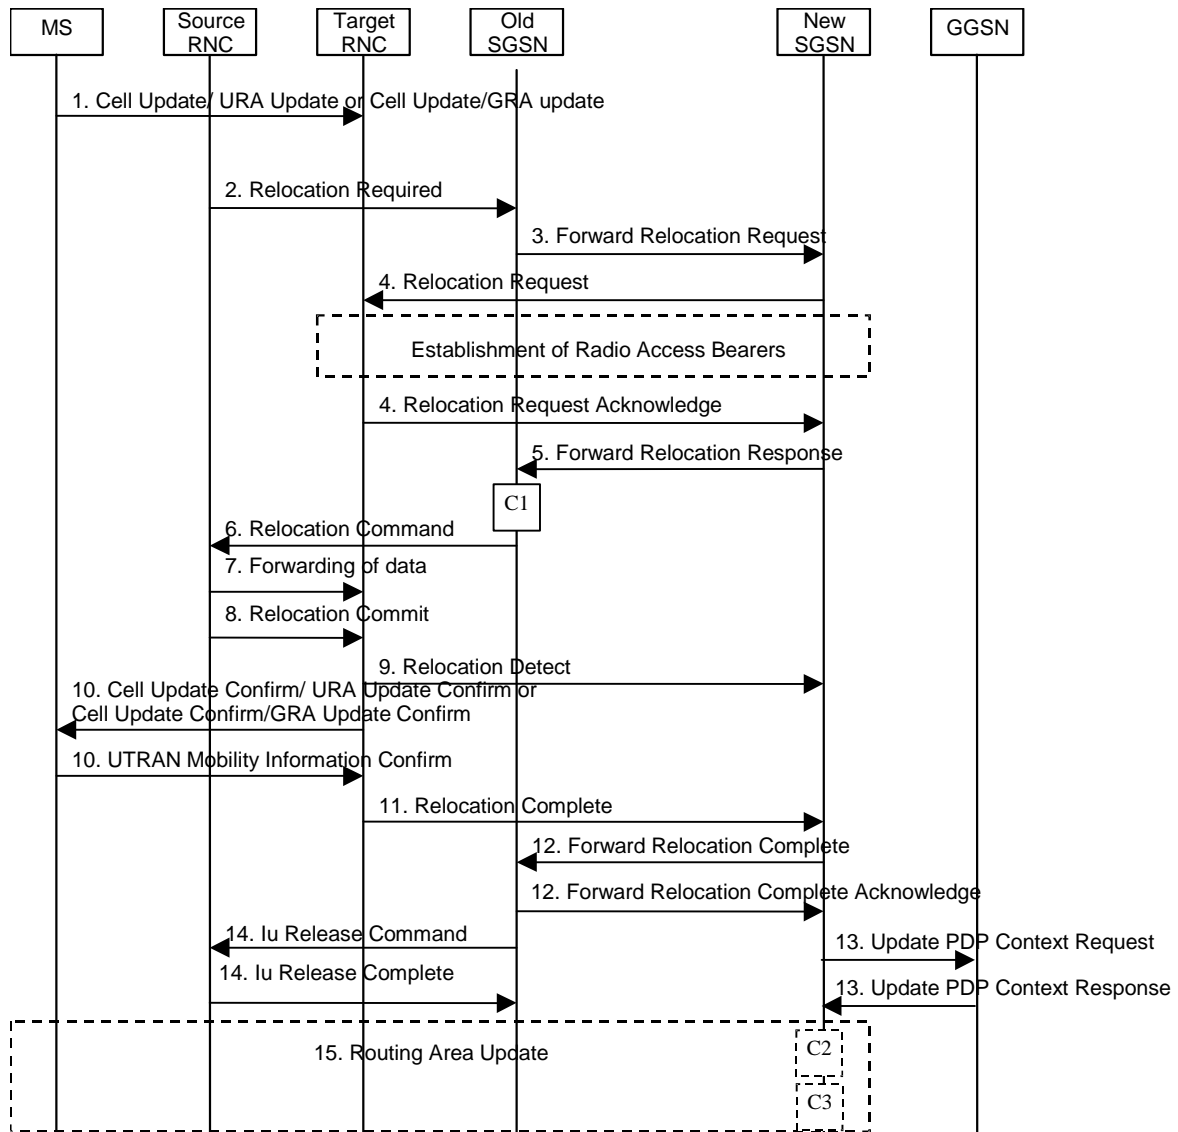 MS
Source
RNC
Target
RNC
Old
SGSN
New
SGSN
GGSN
1. Cell Update/ URA Update or Cell Update/GRA update
2. Relocation Required
3. Forward Relocation Request
4. Relocation Request
Establishment of Radio Access Bearers
4. Relocation Request Acknowledge
5. Forward Relocation Response
C1
6. Relocation Command
7. Forwarding of data
8. Relocation Commit
9. Relocation Detect
10. Cell Update Confirm/ URA Update Confirm or
Cell Update Confirm/GRA Update Confirm
10. UTRAN Mobility Information Confirm
11. Relocation Complete
12. Forward Relocation Complete
12. Forward Relocation Complete Acknowledge
14. Iu Release Command
13. Update PDP Context Request
14. Iu Release Complete
13. Update PDP Context Response
15. Routing Area Update
C2
C3